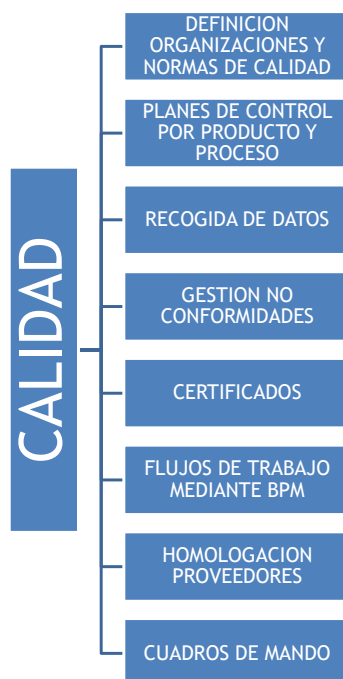 CALIDAD
DEFINICION
ORGANIZACIONES Y
NORMAS DE CALIDAD
PLANES DE CONTROL
POR PRODUCTO Y
PROCESO
RECOGIDA DE DATOS
GESTION NO
CONFORMIDADES
CERTIFICADOS
FLUJOS DE TRABAJO
MEDIANTE BPM
HOMOLOGACION
PROVEEDORES
CUADROS DE MANDO